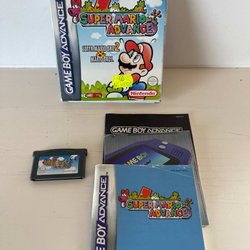 GAME BOY ADVANCE
SUPER MARIO
ADVANCE
SUPER MARIO BROS. 2
&
MARIO BROS.
Nintendo
GAME BOY ADVANCE
GAME BOY ADVANCE
SUPER MARIO
ADVANCE